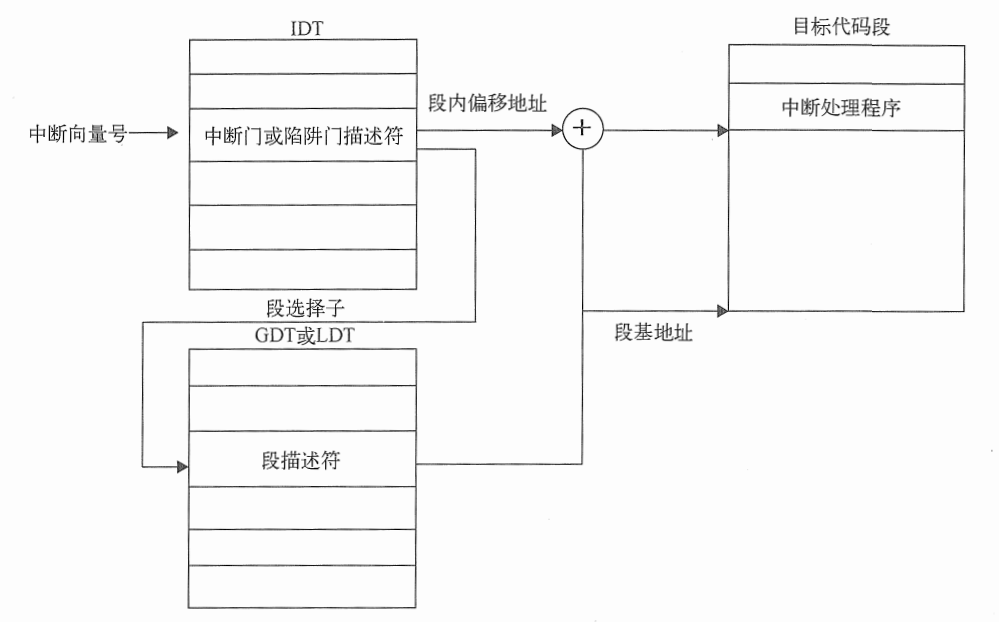 IDT
目标代码段
段内偏移地址
中断处理程序
中断向量号
中断门或陷阱门描述符
段选择子
GDT或LDT
段基地址
段描述符